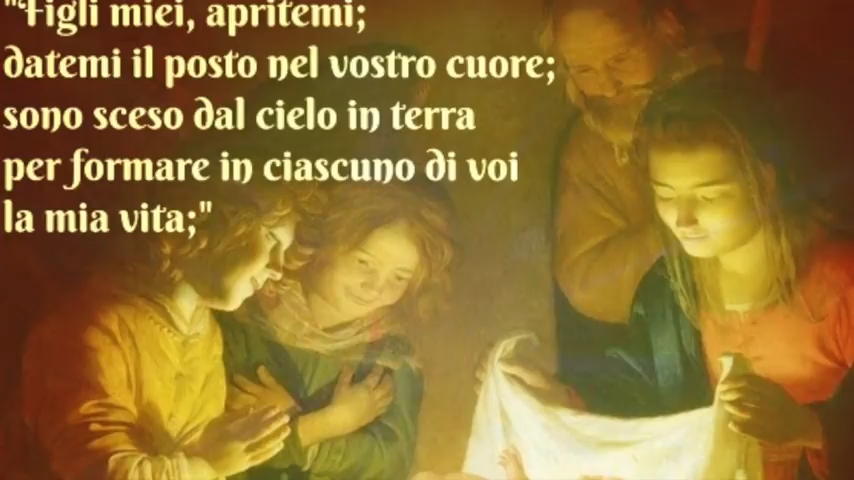 "Figli miei, apritemi;
datemi il posto nel vostro cuore;
sono sceso dal cielo in terra
per formare in ciascuno di voi
la mia vita;"